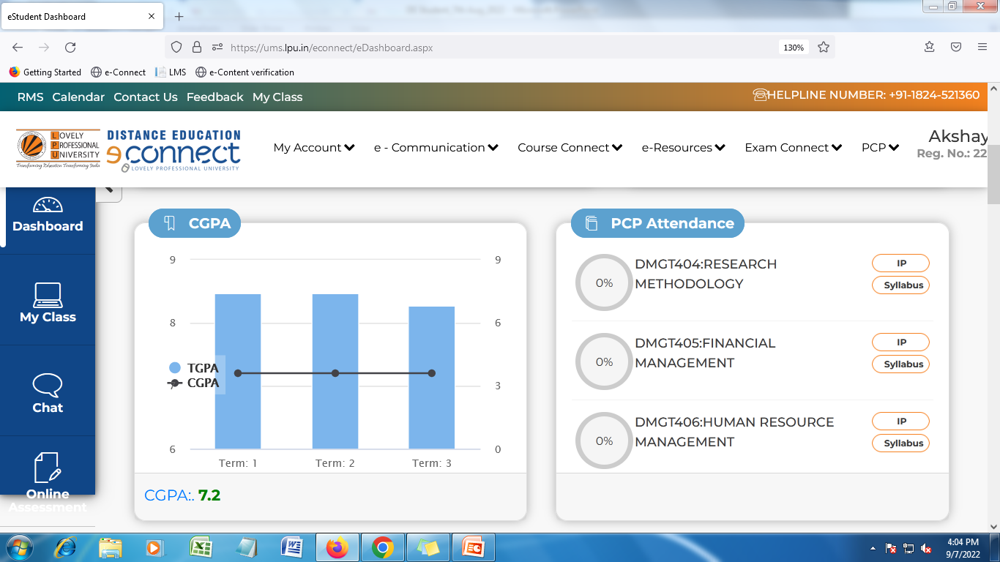 eStudent Dashboard
https://ums.lpu.in/econnect/eDashboard.aspx
130%
Getting Started e-Connect LMS e-Content verification
RMS Calendar Contact Us Feedback My Class
HELPLINE NUMBER: +91-1824-521360
LOVELY
PROFESSIONAL
UNIVERSITY
Transforming Education Transforming India
DISTANCE EDUCATION
e connect
LOVELY PROFESSIONAL UNIVERSITY
My Account e - Communication Course Connect e-Resources Exam Connect PCP
Akshay
Reg. No.: 22
Dashboard
My Class
Chat
Online
Assessment
CGPA
9 9
8 6
TGPA
CGPA
7 3
6 0
Term: 1 Term: 2 Term: 3
CGPA:. 7.2
PCP Attendance
0% DMGT404:RESEARCH METHODOLOGY
IP
Syllabus
0% DMGT405:FINANCIAL MANAGEMENT
IP
Syllabus
0% DMGT406:HUMAN RESOURCE MANAGEMENT
IP
Syllabus
4:04 PM
9/7/2022